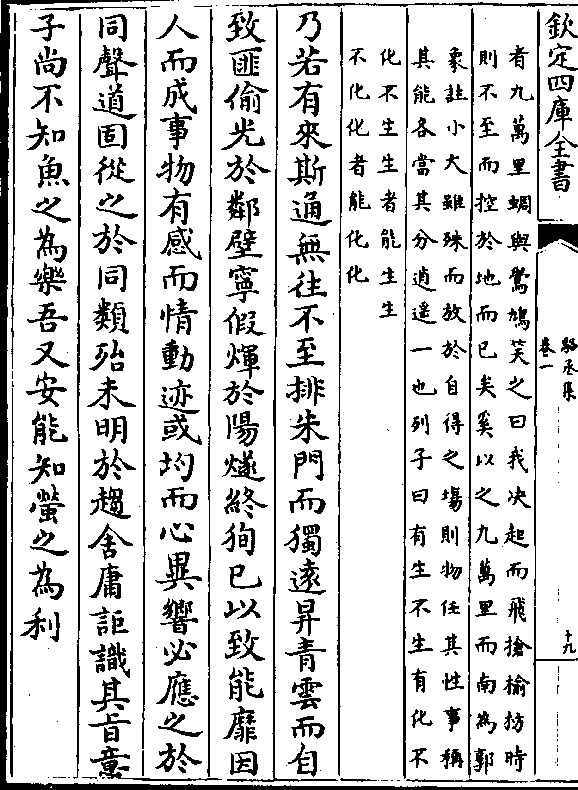 欽定四庫全書
駱丞集
卷一
十九
者九萬里蜩與鷽鳩笑之曰我决起而飛搶榆枋時
則不至而控於地而已矣奚以之九萬里而南為郭
象註小大雖殊而放於自得之場則物任其性事稱
其能各當其分逍遥一也列子曰有生不生有化不
化不生生者能生生
不化化者能化化
乃若有來斯通無往不至排朱門而獨遠昇青雲而自
致匪偷光於鄰壁寧假煇於陽燧終徇已以致能靡因
人而成事物有感而情動迹或均而心異響必應之於
同聲道固從之於同類殆未明於趨舍庸詎識其旨意
子尚不知魚之為樂吾又安能知螢之為利